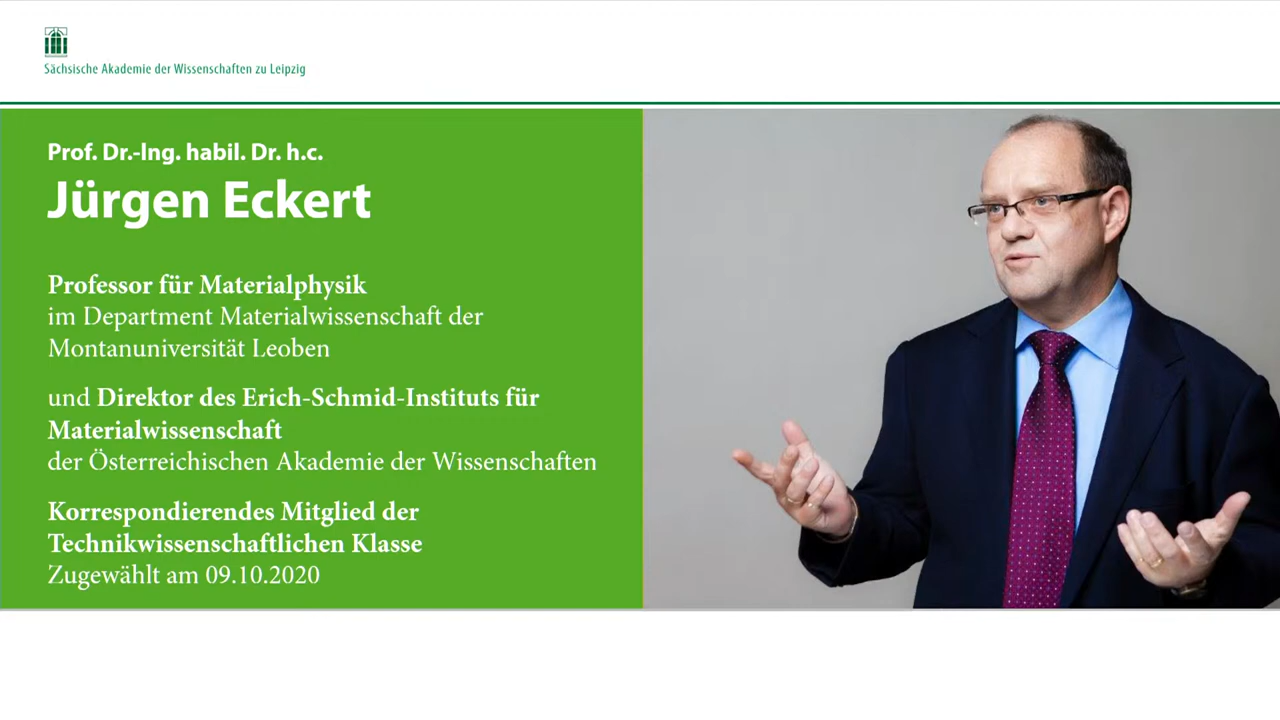 Sächsische Akademie der Wissenschaften zu Leipzig
Prof. Dr.-Ing. habil. Dr. h.c.
Jürgen Eckert
Professor für Materialphysik
im Department Materialwissenschaft der
Montanuniversität Leoben
und Direktor des Erich-Schmid-Instituts für
Materialwissenschaft
der Österreichischen Akademie der Wissenschaften
Korrespondierendes Mitglied der
Technikwissenschaftlichen Klasse
Zugewählt am 09.10.2020